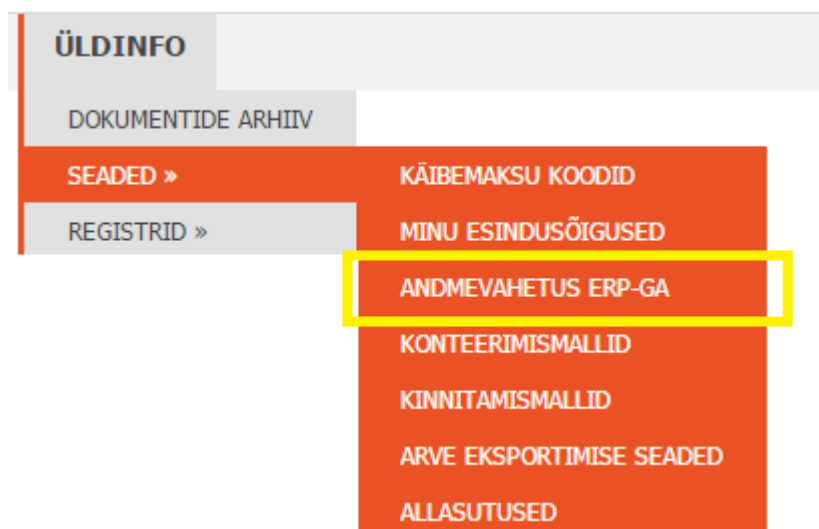 ÜLDINFO
DOKUMENTIDE ARHIIV
SEADED »
REGISTRID »
KÄIBEMAKSU KOODID
MINU ESINDUSÕIGUSED
ANDMEVAHETUS ERP-GA
KONTEERIMISMALLID
KINNITAMISMALLID
ARVE EKSPORTIMISE SEADED
ALLASUTUSED